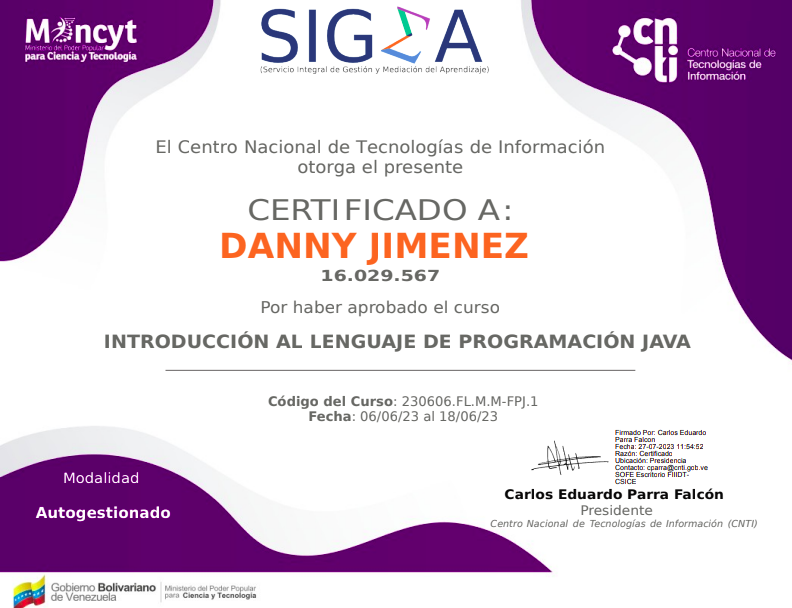 Mincyt
Ministerio del Poder Popular
para Ciencia y Tecnología
SIGEA
(Servicio Integral de Gestión y Mediación del Aprendizaje)
cnti
Centro Nacional de
Tecnologías de
Información
El Centro Nacional de Tecnologías de Información
otorga el presente
CERTIFICADO A:
DANNY JIMENEZ
16.029.567
Por haber aprobado el curso
INTRODUCCIÓN AL LENGUAJE DE PROGRAMACIÓN JAVA
Código del Curso: 230606.FL.M.M-FPJ.1
Fecha: 06/06/23 al 18/06/23
Firmado Por: Carlos Eduardo
Parra Falcon
Fecha: 27-07-2023 11:54:52
Razón: Certificado
Ubicación: Presidencia
Contacto: cparra@cnti.gob.ve
SOFE Escritorio FIIIDT-
CSICE
Carlos Eduardo Parra Falcón
Presidente
Centro Nacional de Tecnologías de Información (CNTI)
Modalidad
Autogestionado
Gobierno Bolivariano
de Venezuela
Ministerio del Poder Popular
para Ciencia y Tecnología